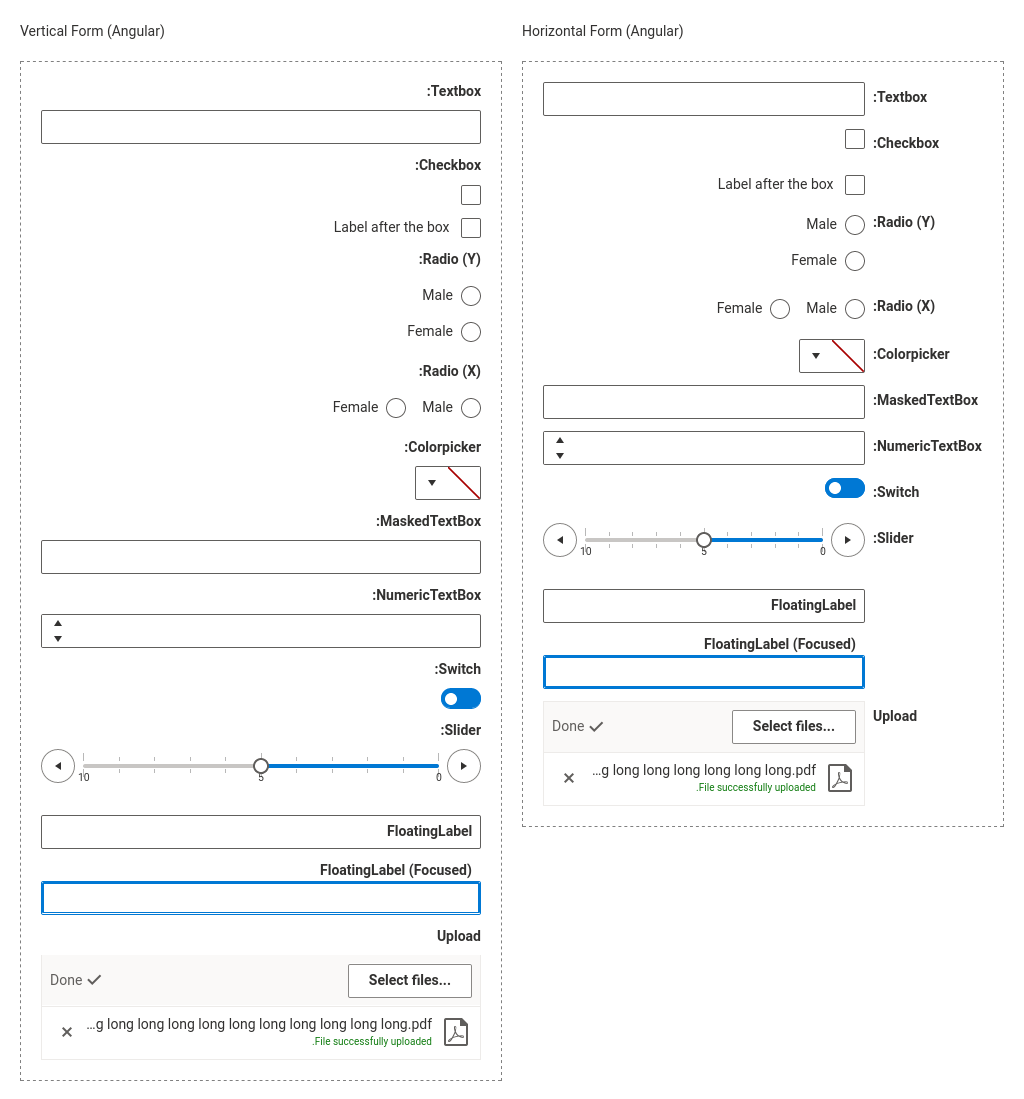 Vertical Form (Angular)
:Textbox
:Checkbox
Label after the box
:Radio (Y)
Male
Female
:Radio (X)
Female Male
:Colorpicker
:MaskedTextBox
:NumericTextBox
:Switch
:Slider
10 5 0
FloatingLabel
FloatingLabel (Focused)
Upload
Done Select files...
...g long long long long long long long long long long.pdf
.File successfully uploaded
Horizontal Form (Angular)
:Textbox
:Checkbox
Label after the box
Male :Radio (Y)
Female
Female Male :Radio (X)
:Colorpicker
:MaskedTextBox
:NumericTextBox
:Switch
:Slider
10 5 0
FloatingLabel
FloatingLabel (Focused)
Upload
Done Select files...
...g long long long long long long.pdf
.File successfully uploaded